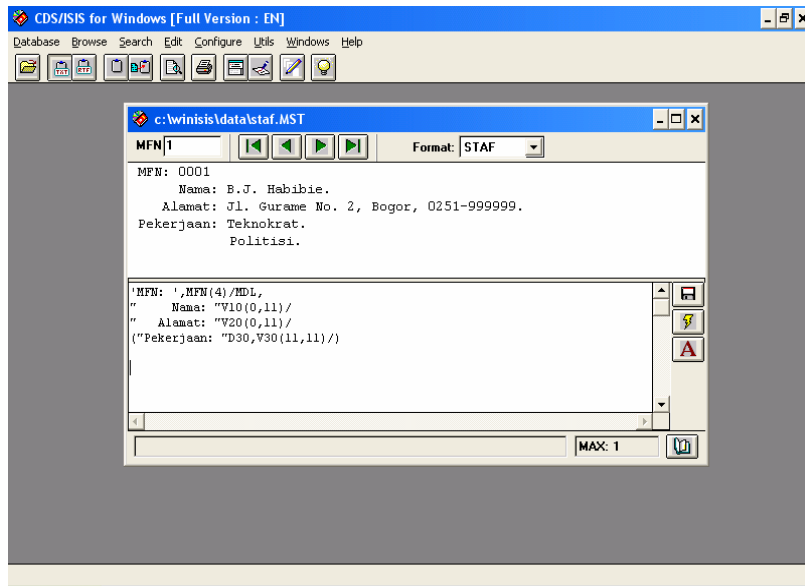 CDS/ISIS for Windows [Full Version : EN]
Database Browse Search Edit Configure Utils Windows Help
TXT RTF
c:\winisis\data\staf.MST
MFN 1 Format: STAF
MFN: 0001
Nama: B.J. Habibie.
Alamat: Jl. Gurame No. 2, Bogor, 0251-999999.
Pekerjaan: Teknokrat.
Politisi.
'MFN: ',MFN(4)/MDL,
"     Nama: "V10(0,11)/
"   Alamat: "V20(0,11)/
("Pekerjaan: "D30,V30(11,11)/)
A
MAX: 1